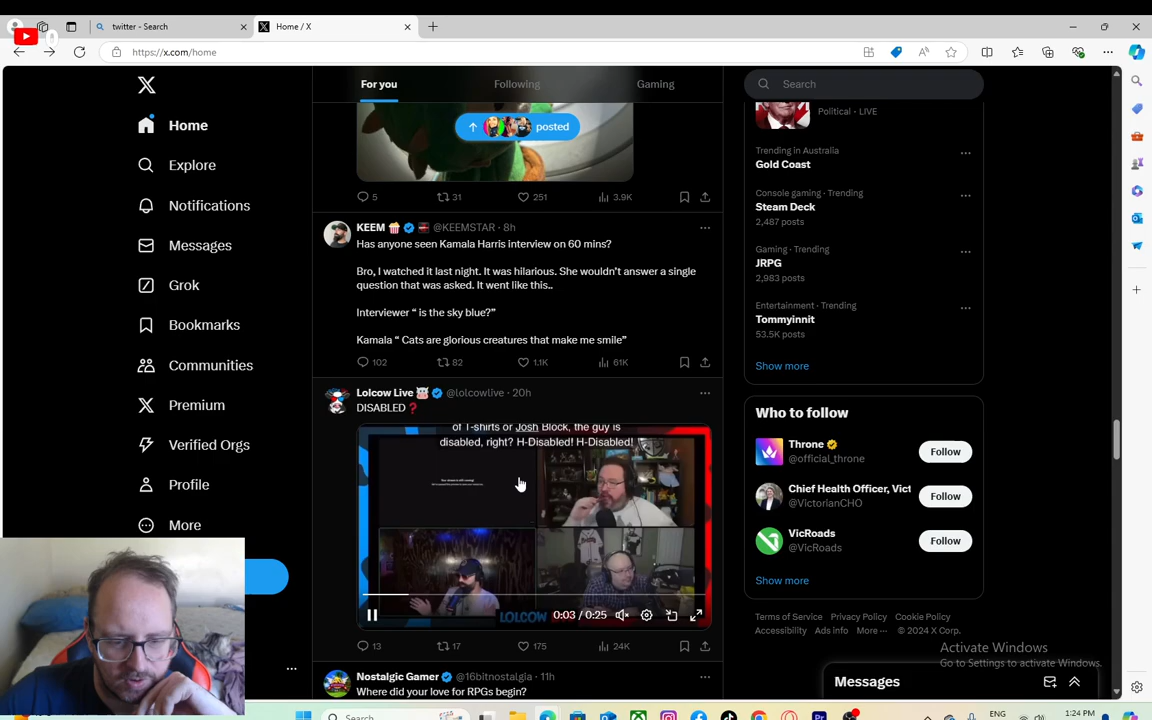 twitter - Search
Home / X
https://x.com/home
For you
Following
Gaming
Search
posted
Home
Explore
Notifications
Messages
Grok
Bookmarks
Communities
Premium
Verified Orgs
Profile
More
5
31
251
3.9K
KEEM @KEEMSTAR · 8h
Has anyone seen Kamala Harris interview on 60 mins?
Bro, I watched it last night. It was hilarious. She wouldn't answer a single
question that was asked. It went like this..
Interviewer “ is the sky blue?”
Kamala “ Cats are glorious creatures that make me smile”
102
82
1.1K
61K
Lolcow Live @lolcowlive · 20h
DISABLED❓
of T-shirts or Josh Block, the guy is
disabled, right? H-Disabled! H-Disabled!
LOLCOW
0:03 / 0:25
13
17
175
24K
Nostalgic Gamer @16bitnostalgia · 11h
Where did your love for RPGs begin?
Political · LIVE
Trending in Australia
Gold Coast
Console gaming · Trending
Steam Deck
2,487 posts
Gaming · Trending
JRPG
2,983 posts
Entertainment · Trending
Tommyinnit
53.5K posts
Show more
Who to follow
Throne
@official_throne
Follow
Chief Health Officer, Vict
@VictorianCHO
Follow
VicRoads
@VicRoads
Follow
Show more
Terms of Service Privacy Policy Cookie Policy
Accessibility Ads info More ··· © 2024 X Corp.
Activate Windows
Go to Settings to activate Windows.
Messages
Search
ENG
1:24 PM